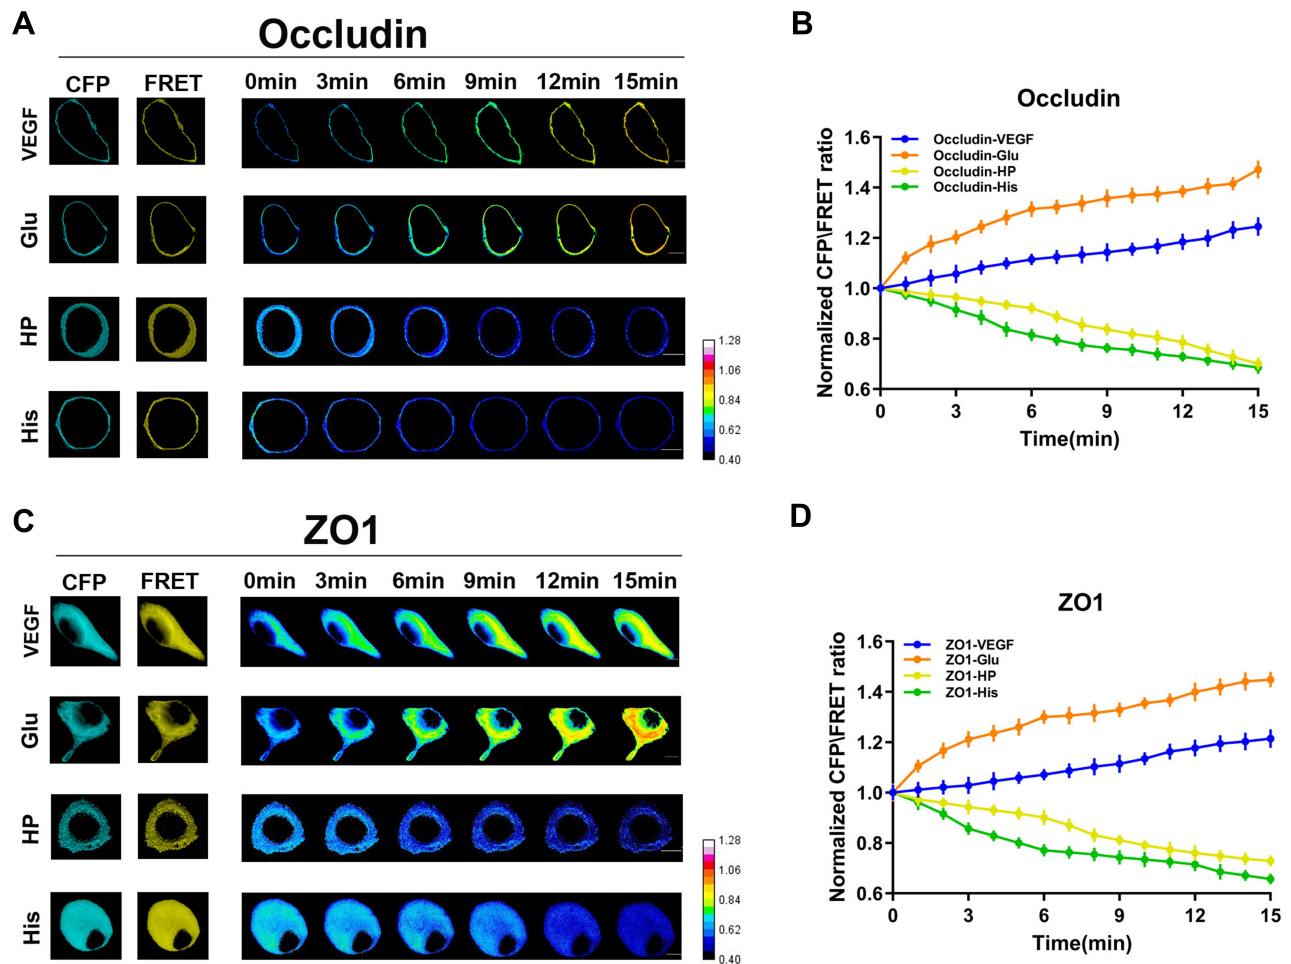 A
Occludin
CFP FRET 0min 3min 6min 9min 12min 15min
VEGF
Glu
HP
His
1.28
1.06
0.84
0.62
0.40
B
Occludin
Normalized CFP\FRET ratio
1.6
1.4
1.2
1.0
0.8
0.6
Occludin-VEGF
Occludin-Glu
Occludin-HP
Occludin-His
0 3 6 9 12 15
Time(min)
C
ZO1
CFP FRET 0min 3min 6min 9min 12min 15min
VEGF
Glu
HP
His
1.28
1.06
0.84
0.62
0.40
D
ZO1
Normalized CFP\FRET ratio
1.6
1.4
1.2
1.0
0.8
0.6
ZO1-VEGF
ZO1-Glu
ZO1-HP
ZO1-His
0 3 6 9 12 15
Time(min)